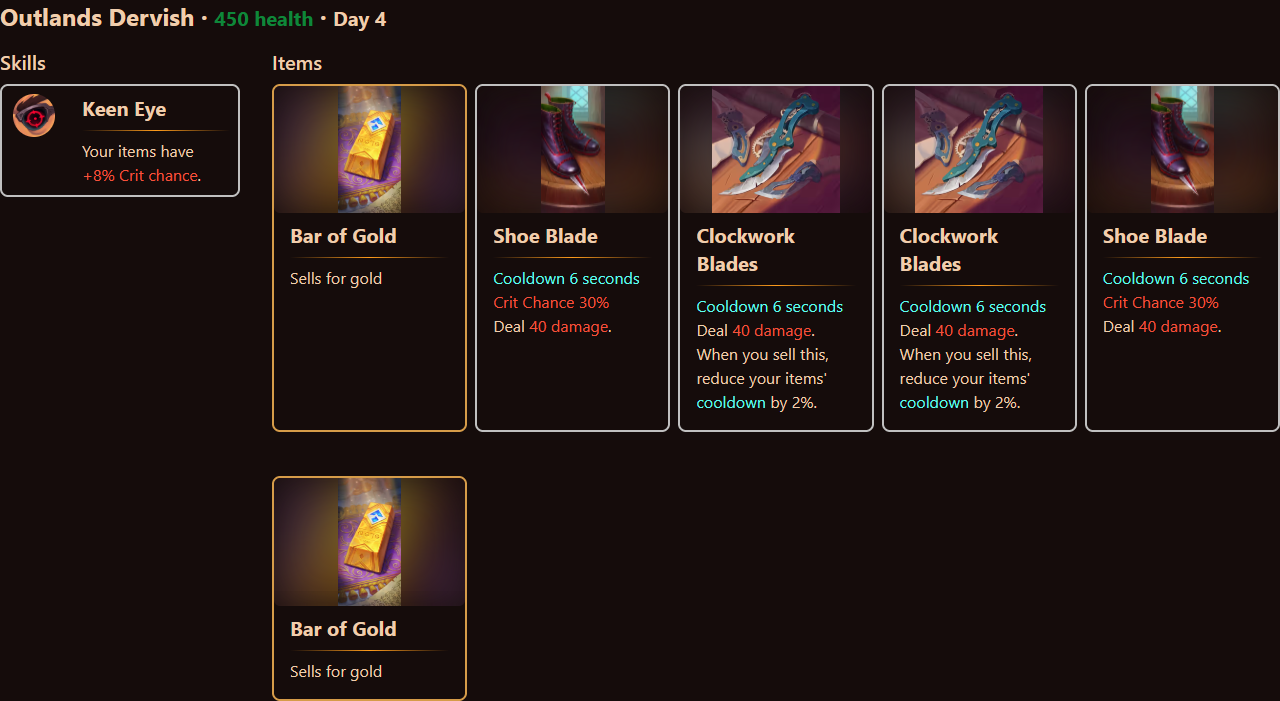 Outlands Dervish · 450 health · Day 4
Skills
Items
Keen Eye
Your items have
+8% Crit chance.
Bar of Gold
Sells for gold
Shoe Blade
Cooldown 6 seconds
Crit Chance 30%
Deal 40 damage.
Clockwork
Blades
Cooldown 6 seconds
Deal 40 damage.
When you sell this,
reduce your items'
cooldown by 2%.
Clockwork
Blades
Cooldown 6 seconds
Deal 40 damage.
When you sell this,
reduce your items'
cooldown by 2%.
Shoe Blade
Cooldown 6 seconds
Crit Chance 30%
Deal 40 damage.
Bar of Gold
Sells for gold